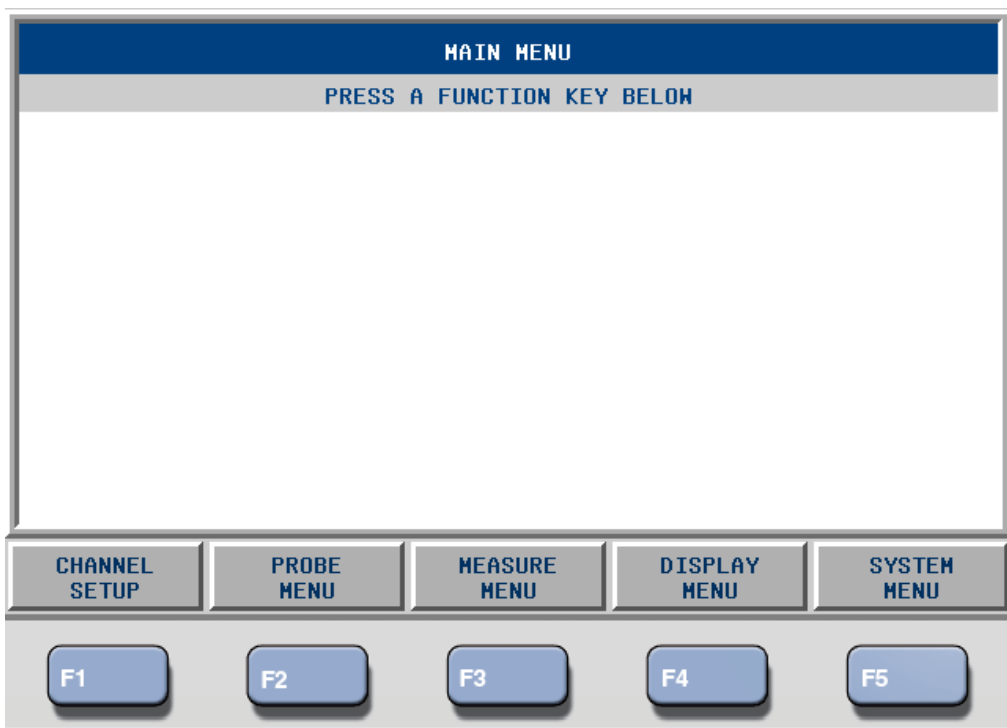 MAIN MENU
PRESS A FUNCTION KEY BELOW
CHANNEL SETUP
PROBE MENU
MEASURE MENU
DISPLAY MENU
SYSTEM MENU
F1
F2
F3
F4
F5